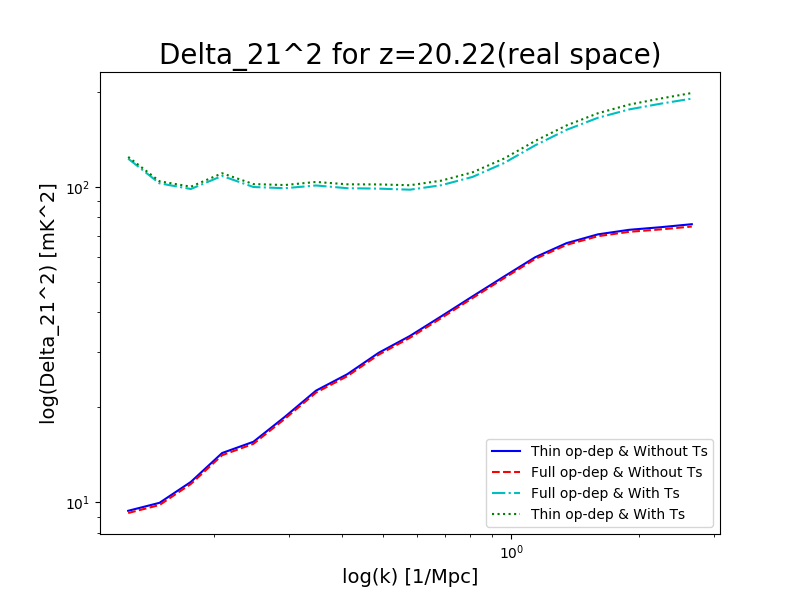 Delta_21^2 for z=20.22(real space)
log(Delta_21^2) [mK^2]
10^2
10^1
10^0
log(k) [1/Mpc]
Thin op-dep & Without Ts
Full op-dep & Without Ts
Full op-dep & With Ts
Thin op-dep & With Ts